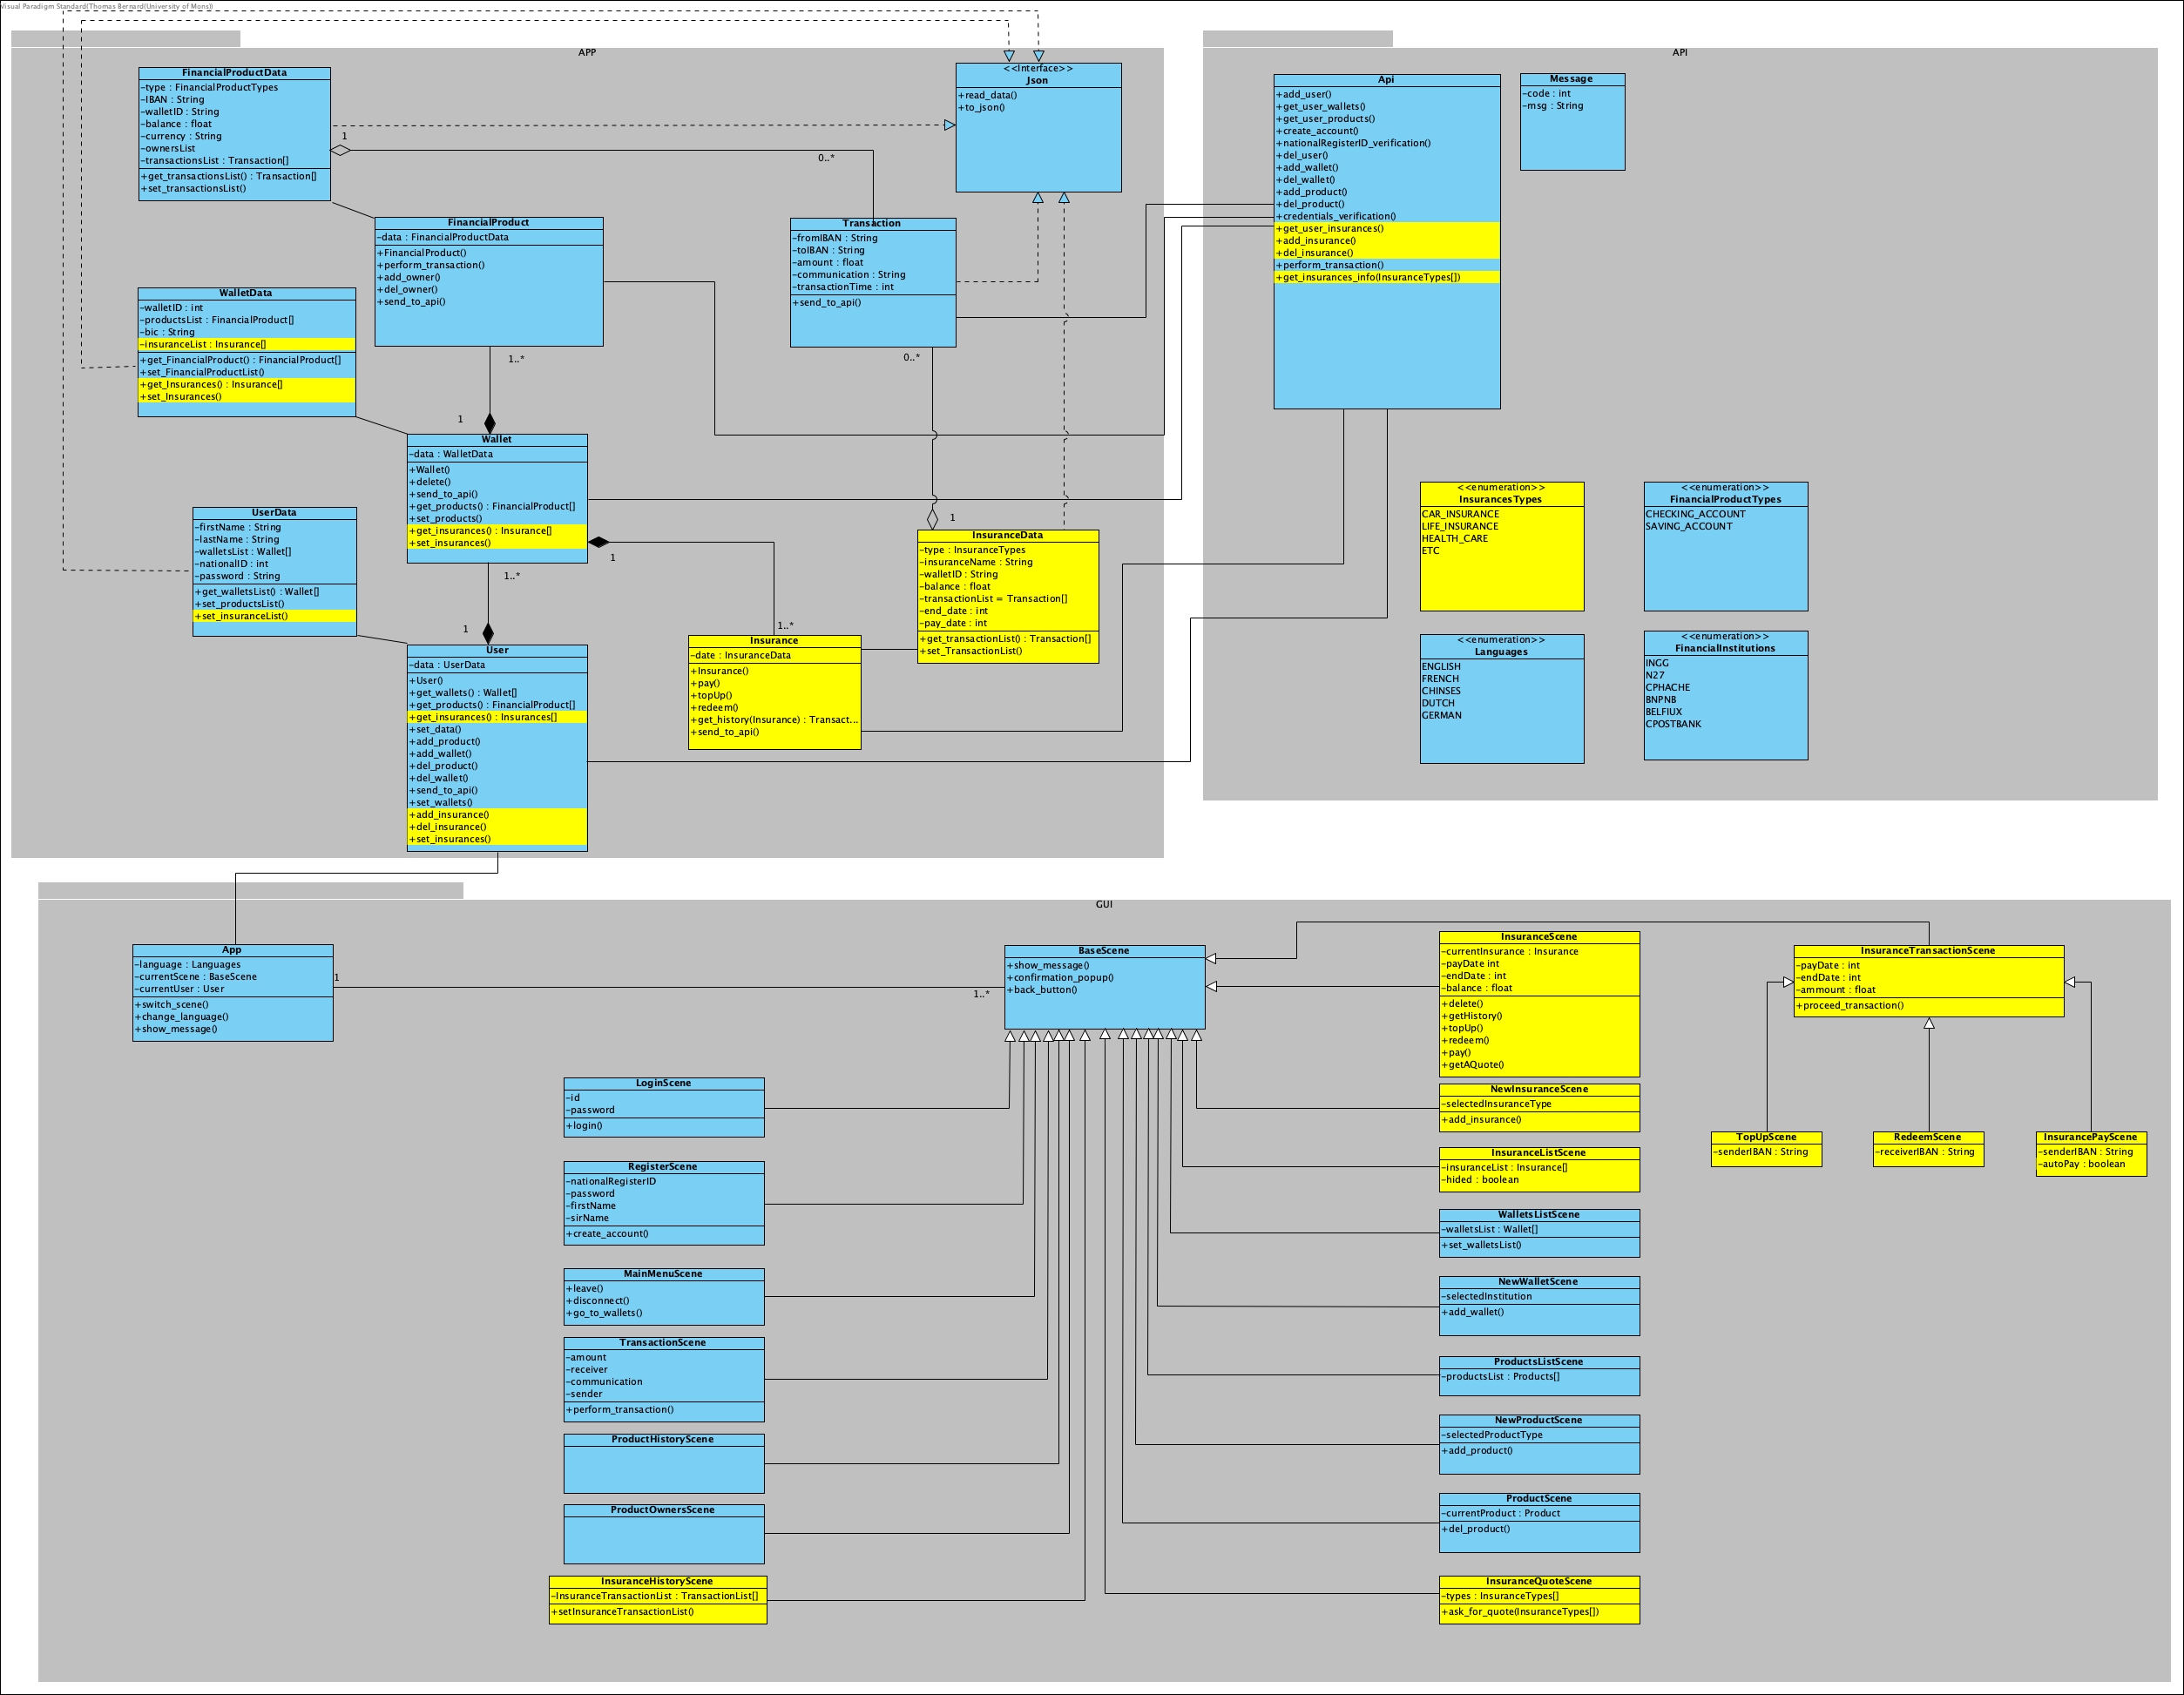 Visual Paradigm Standard(Thomas Bernard(University of Mons))
APP
FinancialProductData
-type : FinancialProductTypes
-IBAN : String
-walletID : String
-balance : float
-currency : String
-ownersList
-transactionsList : Transaction[]
+get_transactionsList() : Transaction[]
+set_transactionsList()
1
0..*
<<Interface>>
Json
+read_data()
+to_json()
FinancialProduct
-data : FinancialProductData
+FinancialProduct()
+perform_transaction()
+add_owner()
+del_owner()
+send_to_api()
1..*
1
Transaction
-fromIBAN : String
-toIBAN : String
-amount : float
-communication : String
-transactionTime : int
+send_to_api()
0..*
1
WalletData
-walletID : int
-productsList : FinancialProduct[]
-bic : String
-insuranceList : Insurance[]
+get_FinancialProduct() : FinancialProduct[]
+set_FinancialProductList()
+get_Insurances() : Insurance[]
+set_Insurances()
Wallet
-data : WalletData
+Wallet()
+delete()
+send_to_api()
+get_products() : FinancialProduct[]
+set_products()
+get_insurances() : Insurance[]
+set_insurances()
1
1..*
1..*
1
UserData
-firstName : String
-lastName : String
-walletsList : Wallet[]
-nationalID : int
-password : String
+get_walletsList() : Wallet[]
+set_productsList()
+set_insuranceList()
InsuranceData
-type : InsuranceTypes
-insuranceName : String
-walletID : String
-balance : float
-transactionList = Transaction[]
-end_date : int
-pay_date : int
+get_transactionList() : Transaction[]
+set_TransactionList()
Insurance
-date : InsuranceData
+Insurance()
+pay()
+topUp()
+redeem()
+get_history(Insurance) : Transact...
+send_to_api()
User
-data : UserData
+User()
+get_wallets() : Wallet[]
+get_products() : FinancialProduct[]
+get_insurances() : Insurances[]
+set_data()
+add_product()
+add_wallet()
+del_product()
+del_wallet()
+send_to_api()
+set_wallets()
+add_insurance()
+del_insurance()
+set_insurances()
API
Api
+add_user()
+get_user_wallets()
+get_user_products()
+create_account()
+nationalRegisterID_verification()
+del_user()
+add_wallet()
+del_wallet()
+add_product()
+del_product()
+credentials_verification()
+get_user_insurances()
+add_insurance()
+del_insurance()
+perform_transaction()
+get_insurances_info(InsuranceTypes[])
Message
-code : int
-msg : String
<<enumeration>>
InsurancesTypes
CAR_INSURANCE
LIFE_INSURANCE
HEALTH_CARE
ETC
<<enumeration>>
FinancialProductTypes
CHECKING_ACCOUNT
SAVING_ACCOUNT
<<enumeration>>
Languages
ENGLISH
FRENCH
CHINSES
DUTCH
GERMAN
<<enumeration>>
FinancialInstitutions
INGG
N27
CPHACHE
BNPNB
BELFIUX
CPOSTBANK
GUI
App
-language : Languages
-currentScene : BaseScene
-currentUser : User
+switch_scene()
+change_language()
+show_message()
1
1..*
BaseScene
+show_message()
+confirmation_popup()
+back_button()
LoginScene
-id
-password
+login()
RegisterScene
-nationalRegisterID
-password
-firstName
-sirName
+create_account()
MainMenuScene
+leave()
+disconnect()
+go_to_wallets()
TransactionScene
-amount
-receiver
-communication
-sender
+perform_transaction()
ProductHistoryScene
ProductOwnersScene
InsuranceHistoryScene
-InsuranceTransactionList : TransactionList[]
+setInsuranceTransactionList()
InsuranceScene
-currentInsurance : Insurance
-payDate int
-endDate : int
-balance : float
+delete()
+getHistory()
+topUp()
+redeem()
+pay()
+getAQuote()
NewInsuranceScene
-selectedInsuranceType
+add_insurance()
InsuranceListScene
-insuranceList : Insurance[]
-hided : boolean
WalletsListScene
-walletsList : Wallet[]
+set_walletsList()
NewWalletScene
-selectedInstitution
+add_wallet()
ProductsListScene
-productsList : Products[]
NewProductScene
-selectedProductType
+add_product()
ProductScene
-currentProduct : Product
+del_product()
InsuranceQuoteScene
-types : InsuranceTypes[]
+ask_for_quote(InsuranceTypes[])
InsuranceTransactionScene
-payDate : int
-endDate : int
-ammount : float
+proceed_transaction()
TopUpScene
-senderIBAN : String
RedeemScene
-receiverIBAN : String
InsurancePayScene
-senderIBAN : String
-autoPay : boolean